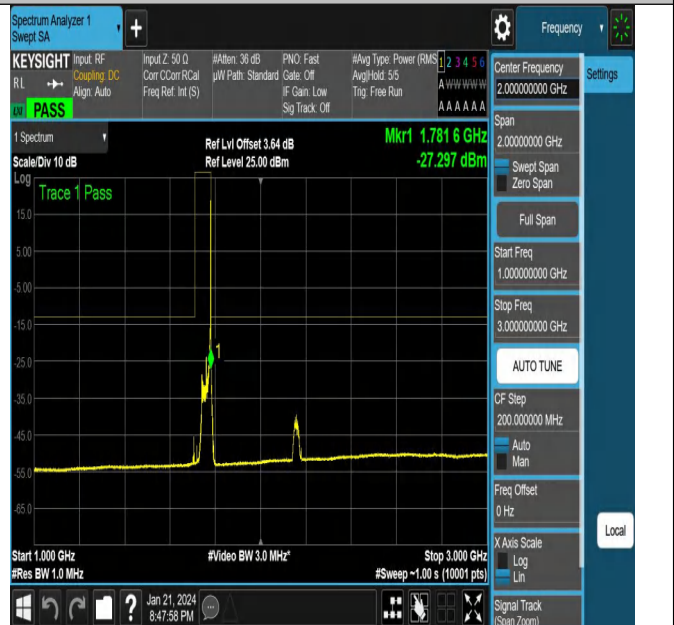 Spectrum Analyzer 1
Swept SA
Frequency
KEYSIGHT
RL
PASS
Input: RF
Coupling: DC
Align: Auto
Input Z: 50 Ω
Corr CCorr RCal
Freq Ref: Int (S)
#Atten: 36 dB
µW Path: Standard
PNO: Fast
Gate: Off
IF Gain: Low
Sig Track: Off
#Avg Type: Power (RMS
Avg|Hold: 5/5
Trig: Free Run
1 2 3 4 5 6
A W W W W W
A A A A A A
1 Spectrum
Scale/Div 10 dB
Log
Ref Lvl Offset 3.64 dB
Ref Level 25.00 dBm
Mkr1 1.781 6 GHz
-27.297 dBm
Trace 1 Pass
15.0
5.00
-5.00
-15.0
-25.0
-35.0
-45.0
-55.0
-65.0
1
Start 1.000 GHz
#Res BW 1.0 MHz
#Video BW 3.0 MHz*
Stop 3.000 GHz
#Sweep ~1.00 s (10001 pts)
Center Frequency
2.00000000 GHz
Settings
Span
2.00000000 GHz
Swept Span
Zero Span
Full Span
Start Freq
1.000000000 GHz
Stop Freq
3.000000000 GHz
AUTO TUNE
CF Step
200.000000 MHz
Auto
Man
Freq Offset
0 Hz
X Axis Scale
Log
Lin
Signal Track
(Span Zoom)
Local
?
Jan 21, 2024
8:47:58 PM